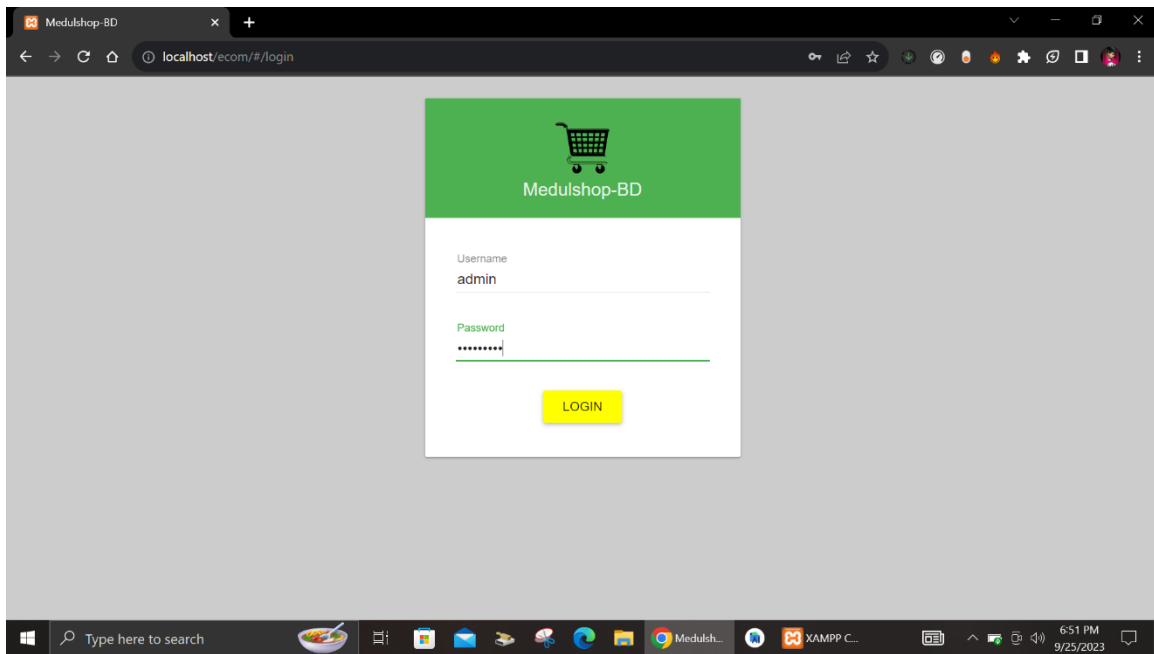 Medulshop-BD
localhost/ecom/#/login
Medulshop-BD
Username
admin
Password
•••••••••
LOGIN
Type here to search
Medulsh...
XAMPP C...
6:51 PM
9/25/2023